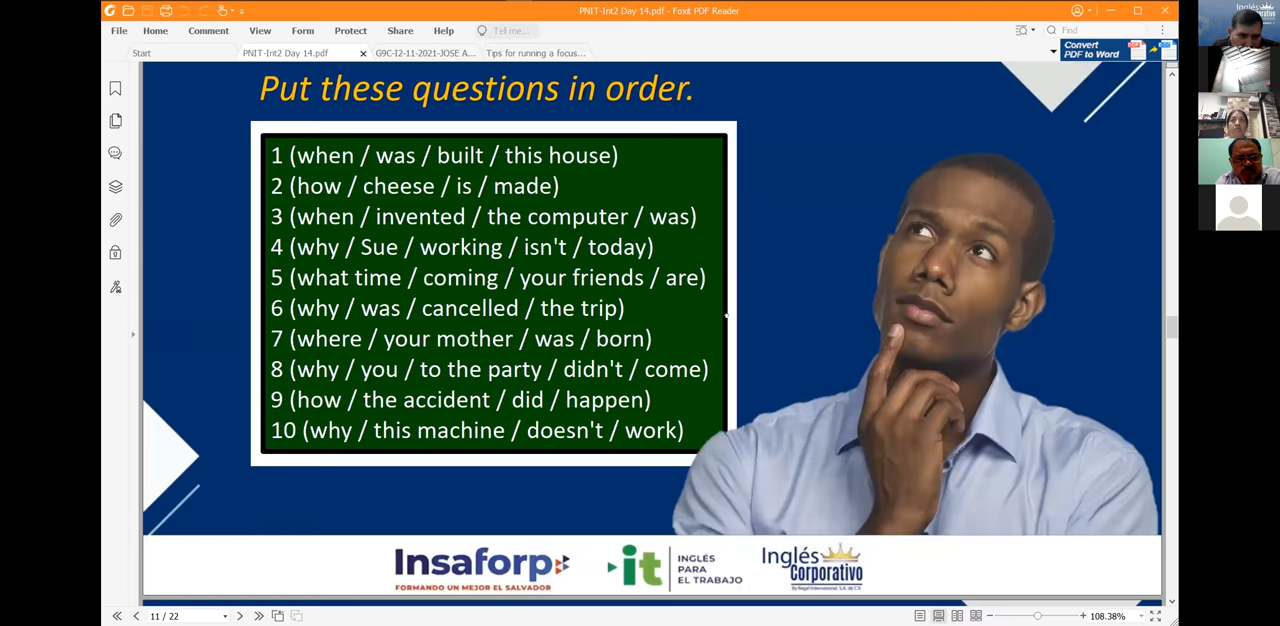 PNIT-Int2 Day 14.pdf - Foxit PDF Reader
File Home Comment View Form Protect Share Help Tell me... Find
Start PNIT-Int2 Day 14.pdf G9C-I2-11-2021-JOSE A... Tips for running a focus...
Convert
PDF to Word
Put these questions in order.
1 (when / was / built / this house)
2 (how / cheese / is / made)
3 (when / invented / the computer / was)
4 (why / Sue / working / isn't / today)
5 (what time / coming / your friends / are)
6 (why / was / cancelled / the trip)
7 (where / your mother / was / born)
8 (why / you / to the party / didn't / come)
9 (how / the accident / did / happen)
10 (why / this machine / doesn't / work)
Insaforp
FORMANDO UN MEJOR EL SALVADOR
it
INGLÉS
PARA
EL TRABAJO
Inglés
Corporativo
By Regal International, S.A. de C.V.
11 / 22 108.38%